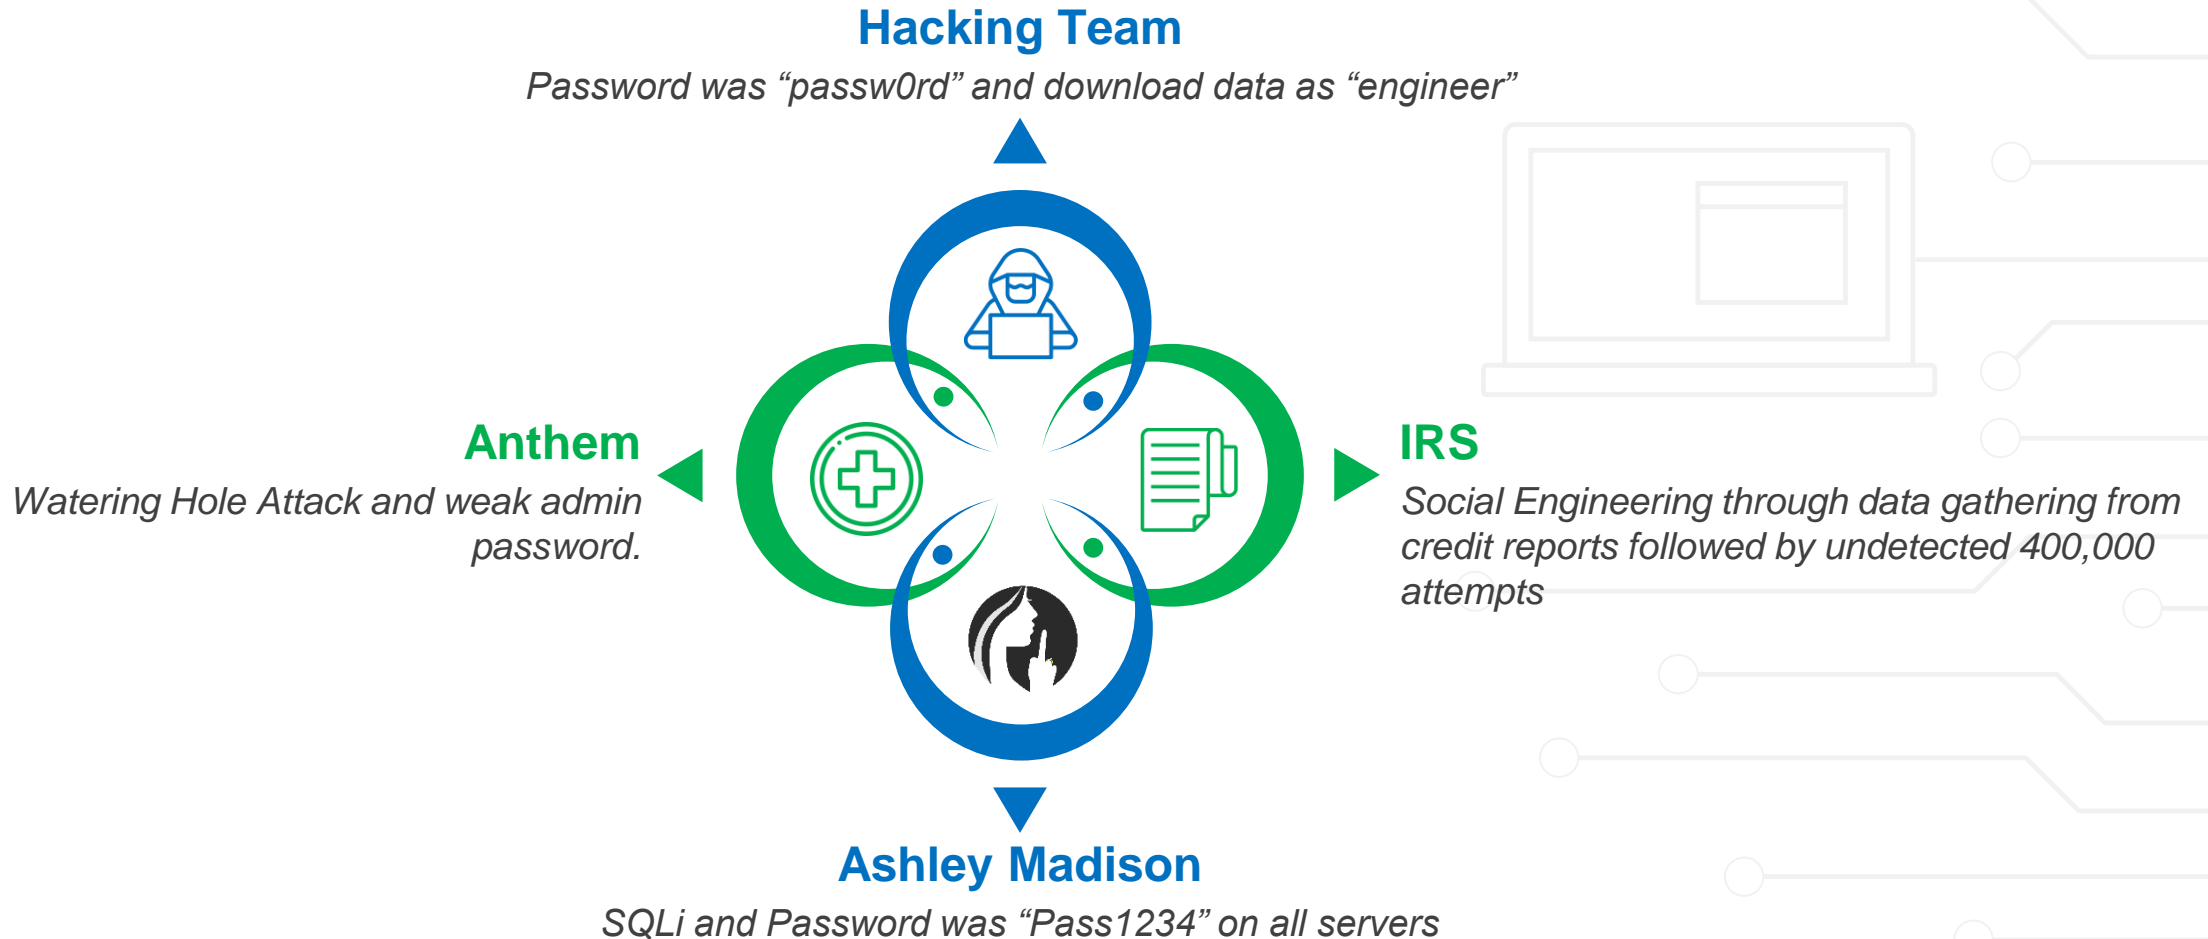 Hacking Team
Password was “passw0rd” and download data as “engineer”
Anthem
Watering Hole Attack and weak admin
password.
IRS
Social Engineering through data gathering from
credit reports followed by undetected 400,000
attempts
Ashley Madison
SQLi and Password was “Pass1234” on all servers